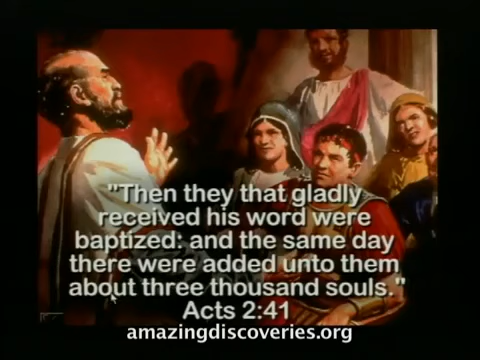 "Then they that gladly
received his word were
baptized: and the same day
there were added unto them
about three thousand souls."
Acts 2:41
amazingdiscoveries.org